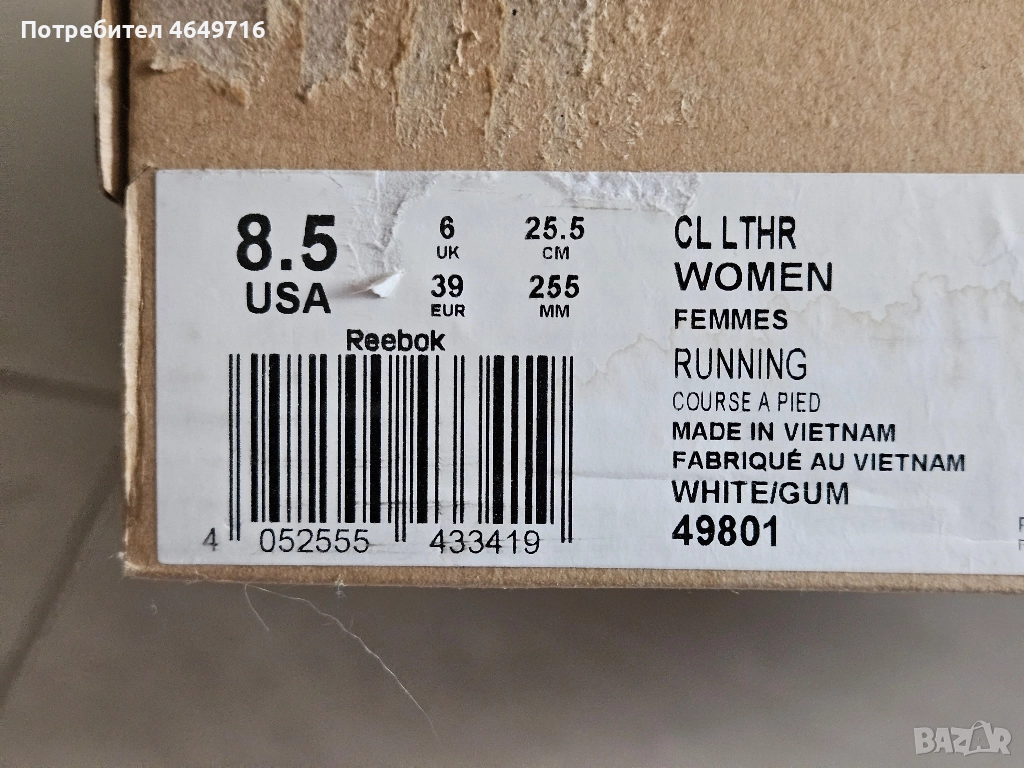 Потребител 4649716
8.5
USA
6
UK
39
EUR
25.5
CM
255
MM
Reebok
4 052555 433419
CL LTHR
WOMEN
FEMMES
RUNNING
COURSE A PIED
MADE IN VIETNAM
FABRIQUÉ AU VIETNAM
WHITE/GUM
49801
BAZAR